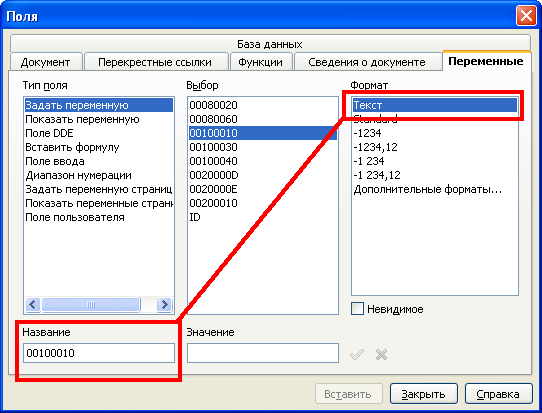 Поля
База данных
Документ
Перекрестные ссылки
Функции
Сведения о документе
Переменные
Тип поля
Задать переменную
Показать переменную
Поле DDE
Вставить формулу
Поле ввода
Диапазон нумерации
Задать переменную страниц
Показать переменные стран
Поле пользователя
Выбор
00080020
00080060
00100010
00100030
00100040
0020000D
0020000E
00200010
ID
Формат
Текст
Standard
-1234
-1234,12
-1 234
-1 234,12
Дополнительные форматы...
Невидимое
Название
00100010
Значение
Вставить
Закрыть
Справка